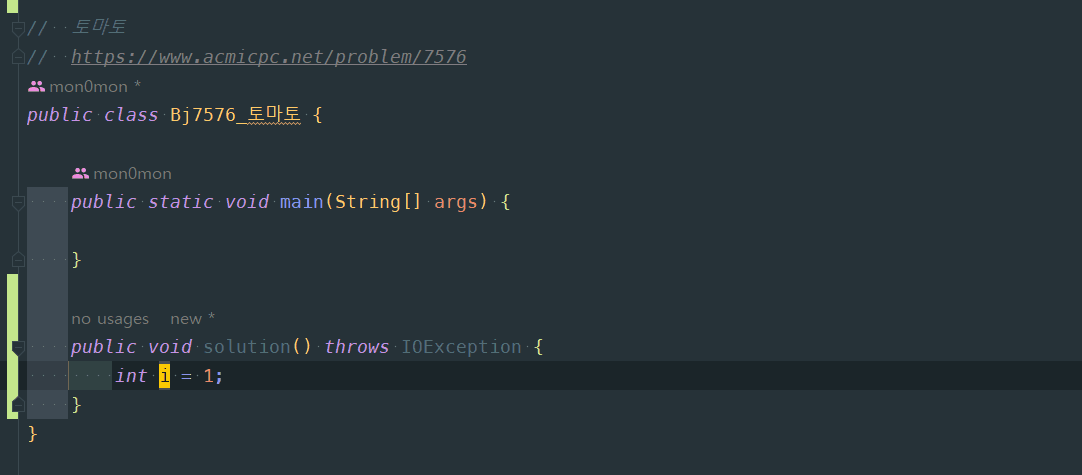 // 토마토
// https://www.acmicpc.net/problem/7576
mon0mon *
public class Bj7576_토마토 {
mon0mon
public static void main(String[] args) {
}
no usages new *
public void solution() throws IOException {
int i = 1;
}
}